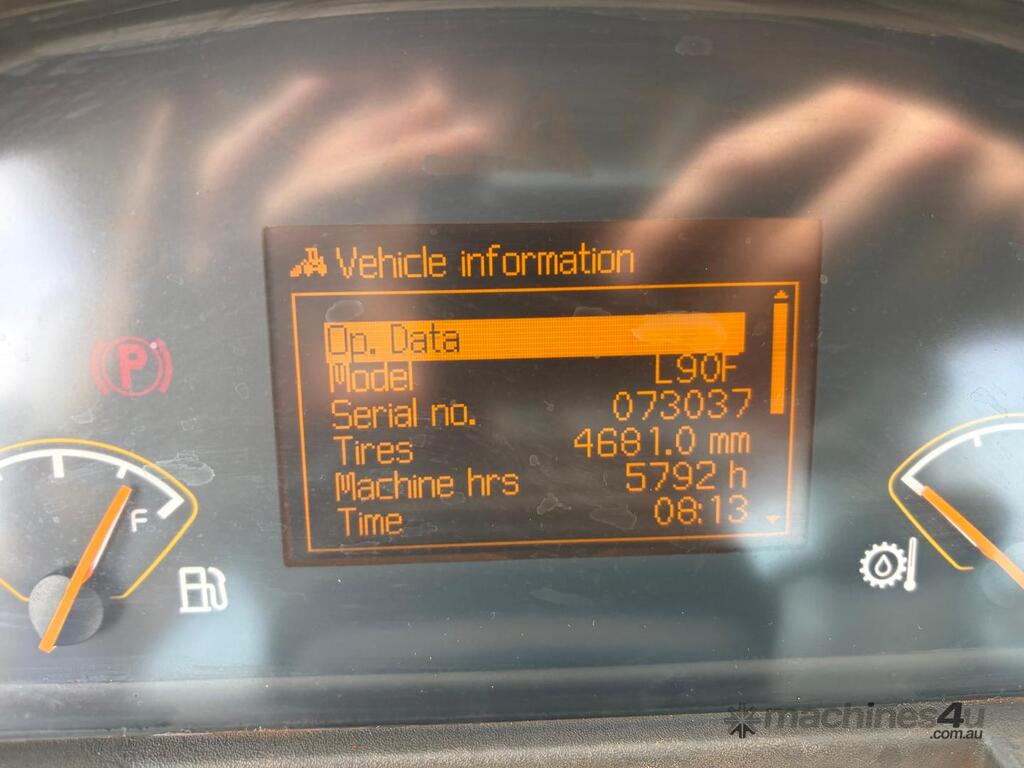 Vehicle information
Op. Data
Model L90F
Serial no. 073037
Tires 4681.0 mm
Machine hrs 5792 h
Time 08:13
P
F
machines4u
.com.au